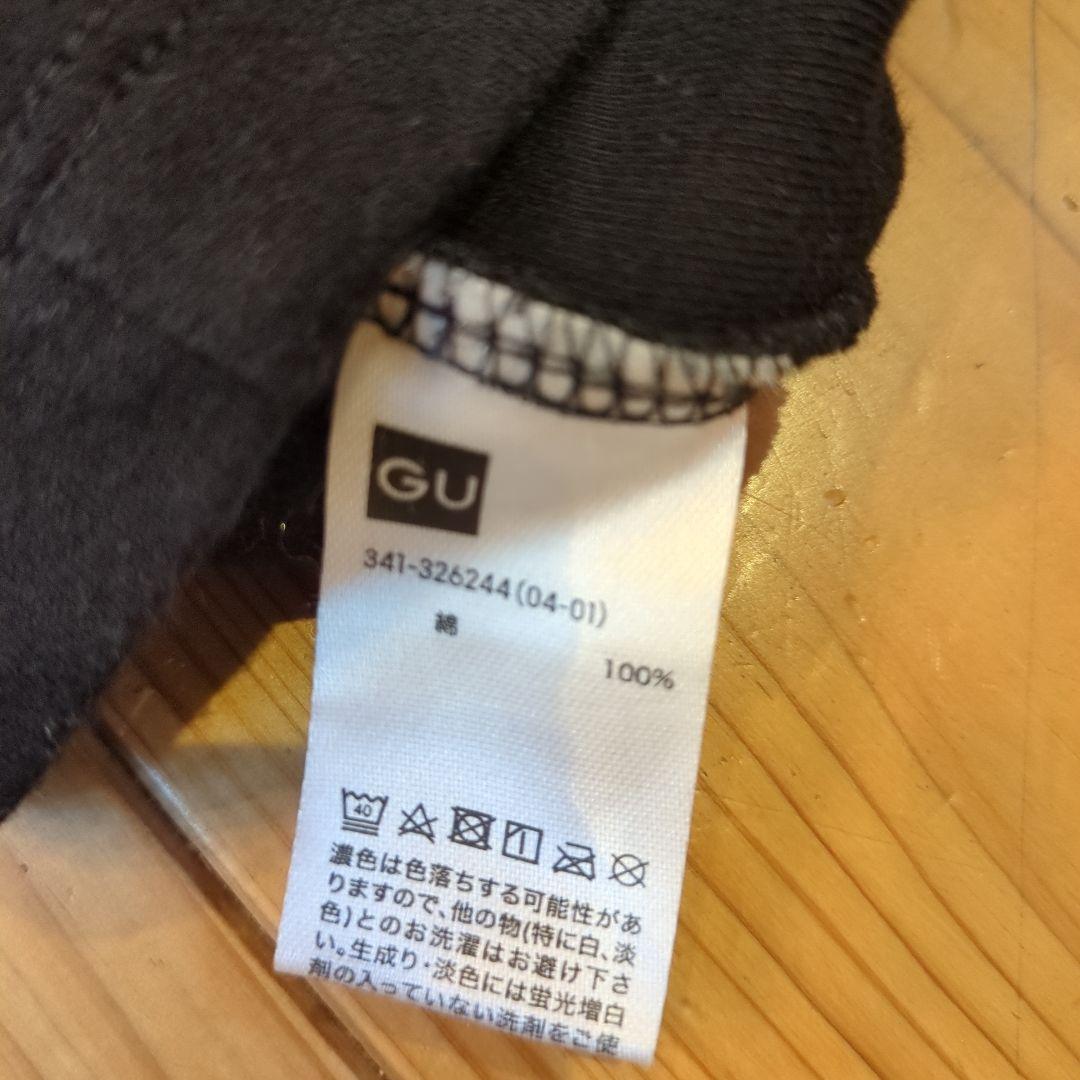 GU
341-326244(04-01)
綿
100%
40
濃色は色落ちする可能性があ
りますので、他の物(特に白、淡
色)とのお洗濯はお避け下さ
い。生成り・淡色には蛍光増白
剤の入っていない洗剤をご使